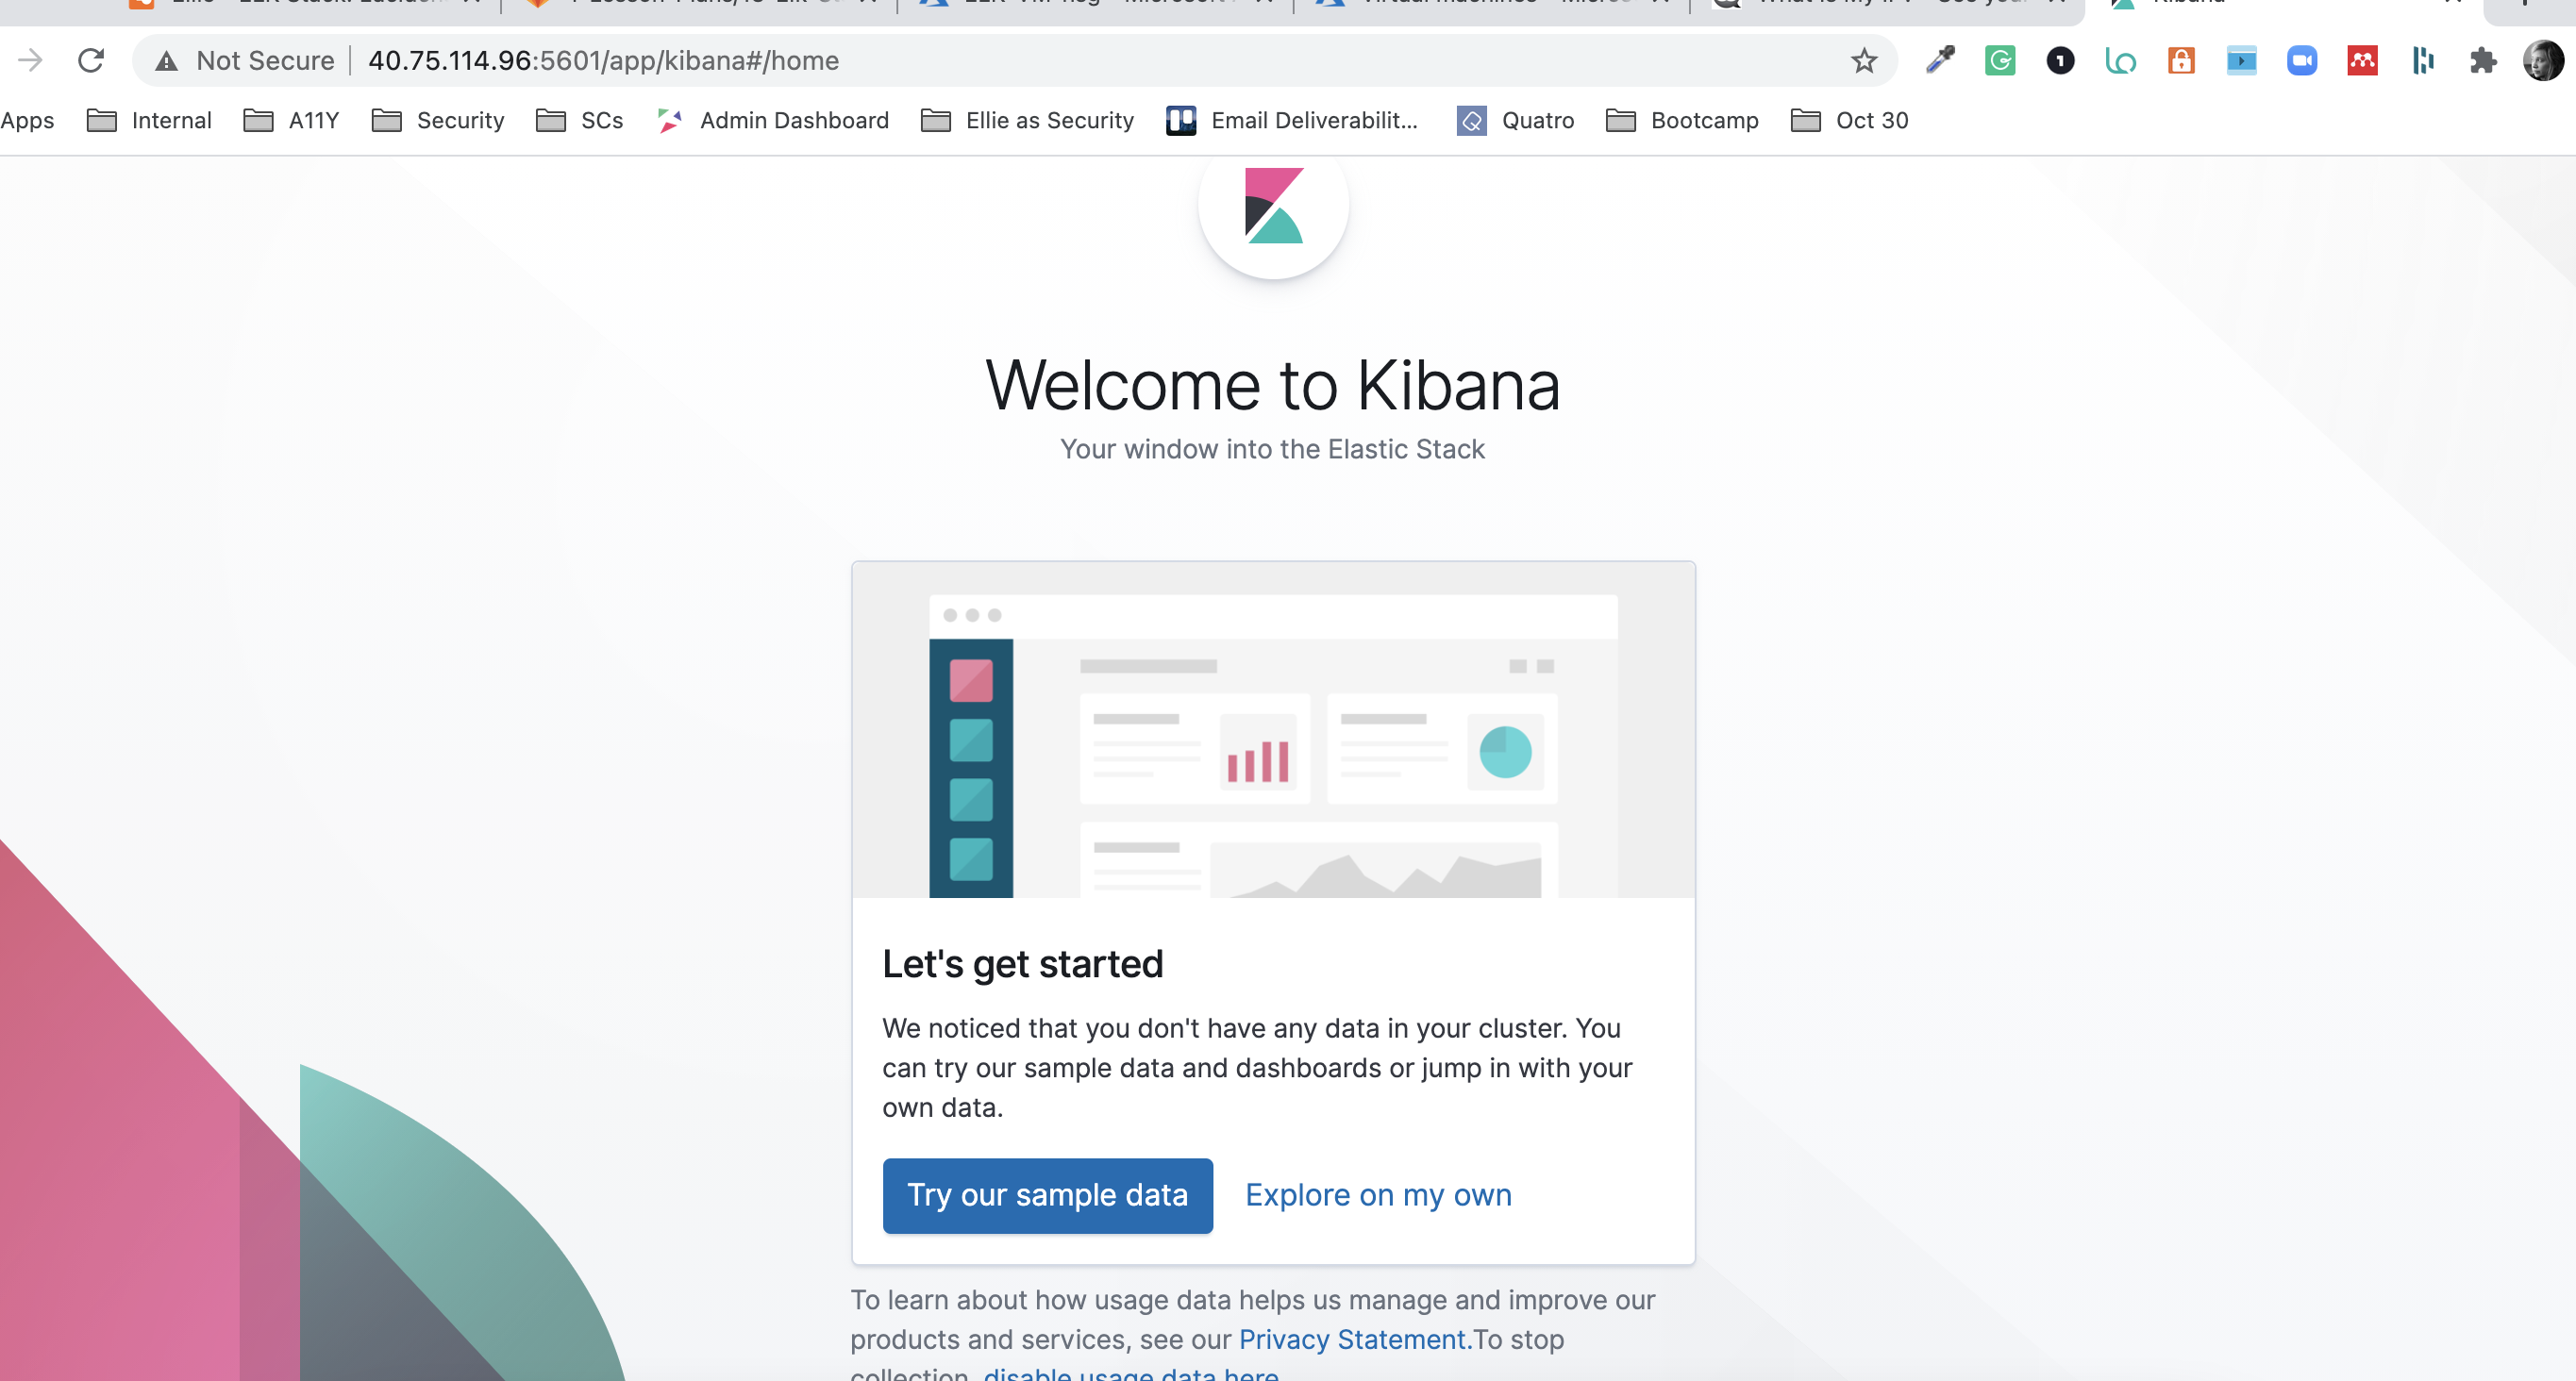 Not Secure 40.75.114.96:5601/app/kibana#/home
Apps Internal A11Y Security SCs Admin Dashboard Ellie as Security Email Deliverabilit... Quatro Bootcamp Oct 30
Welcome to Kibana
Your window into the Elastic Stack
Let's get started
We noticed that you don't have any data in your cluster. You
can try our sample data and dashboards or jump in with your
own data.
Try our sample data Explore on my own
To learn about how usage data helps us manage and improve our
products and services, see our Privacy Statement.To stop
collection, disable usage data here